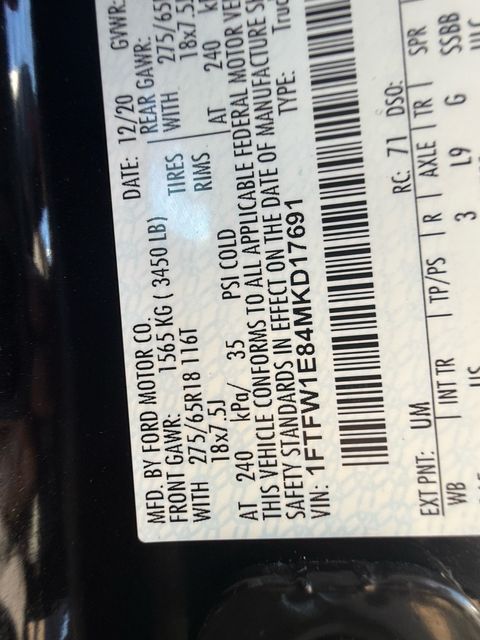 MFD. BY FORD MOTOR CO.
DATE: 12/20 GVWR:
FRONT GAWR: 1565 KG ( 3450 LB) REAR GAWR:
WITH 275/65R18 116T TIRES WITH 275/65
18x7.5J RIMS 18x7.5
AT 240 kPa/ 35 PSI COLD AT 240
THIS VEHICLE CONFORMS TO ALL APPLICABLE FEDERAL MOTOR VE
SAFETY STANDARDS IN EFFECT ON THE DATE OF MANUFACTURE S
VIN: 1FTFW1E84MKD17691
TYPE: Truc
EXT PNT: UM RC: 71 DSO:
WB INT TR TP/PS R AXLE TR SPR
US 3 L9 G SSBB